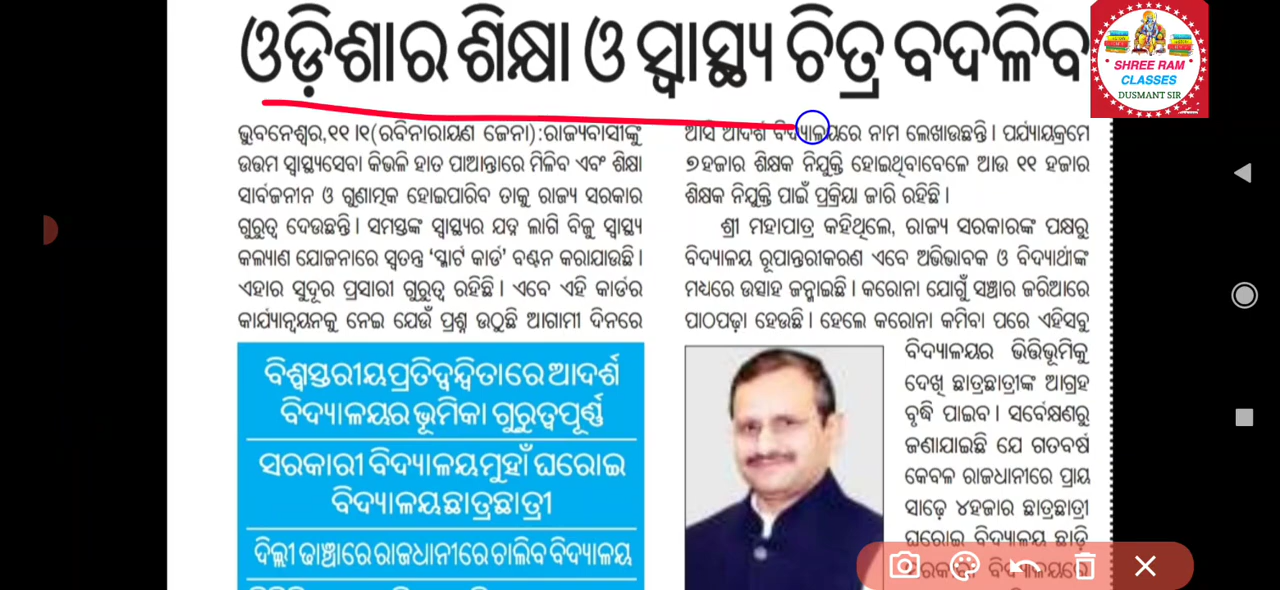 ଓଡ଼ିଶାର ଶିକ୍ଷା ଓ ସ୍ୱାସ୍ଥ୍ୟ ଚିତ୍ର ବଦଳିବ
SHREE RAM
CLASSES
DUSMANT SIR
ଭୁବନେଶ୍ୱର,୧୧।୧(ରବିନାରାୟଣ ଜେନା):ରାଜ୍ୟବାସୀଙ୍କୁ
ଉତ୍ତମ ସ୍ୱାସ୍ଥ୍ୟସେବା କିଭଳି ହାତ ପାଆନ୍ତାରେ ମିଳିବ ଏବଂ ଶିକ୍ଷା
ସାର୍ବଜନୀନ ଓ ଗୁଣାତ୍ମକ ହୋଇପାରିବ ତାକୁ ରାଜ୍ୟ ସରକାର
ଗୁରୁତ୍ୱ ଦେଉଛନ୍ତି। ସମସ୍ତଙ୍କ ସ୍ୱାସ୍ଥ୍ୟର ଯତ୍ନ ଲାଗି ବିଜୁ ସ୍ୱାସ୍ଥ୍ୟ
କଲ୍ୟାଣ ଯୋଜନାରେ ସ୍ୱତନ୍ତ୍ର ‘ସ୍ମାର୍ଟ କାର୍ଡ’ ବଣ୍ଟନ କରାଯାଉଛି।
ଏହାର ସୁଦୂର ପ୍ରସାରୀ ଗୁରୁତ୍ୱ ରହିଛି। ଏବେ ଏହି କାର୍ଡର
କାର୍ଯ୍ୟାନ୍ୱୟନକୁ ନେଇ ଯେଉଁ ପ୍ରଶ୍ନ ଉଠୁଛି ଆଗାମୀ ଦିନରେ
ବିଶ୍ୱସ୍ତରୀୟ ପ୍ରତିଦ୍ୱନ୍ଦ୍ୱିତାରେ ଆଦର୍ଶ
ବିଦ୍ୟାଳୟର ଭୂମିକା ଗୁରୁତ୍ୱପୂର୍ଣ୍ଣ
ସରକାରୀ ବିଦ୍ୟାଳୟମୁହାଁ ଘରୋଇ
ବିଦ୍ୟାଳୟ ଛାତ୍ରଛାତ୍ରୀ
ଦିଲ୍ଲୀ ଢାଞ୍ଚାରେ ରାଜଧାନୀରେ ଚାଲିବ ବିଦ୍ୟାଳୟ
ଆସି ଆଦର୍ଶ ବିଦ୍ୟାଳୟରେ ନାମ ଲେଖାଉଛନ୍ତି। ପର୍ଯ୍ୟାୟକ୍ରମେ
୭ହଜାର ଶିକ୍ଷକ ନିଯୁକ୍ତି ହୋଇଥିବାବେଳେ ଆଉ ୧୧ ହଜାର
ଶିକ୍ଷକ ନିଯୁକ୍ତି ପାଇଁ ପ୍ରକ୍ରିୟା ଜାରି ରହିଛି।
ଶ୍ରୀ ମହାପାତ୍ର କହିଥିଲେ, ରାଜ୍ୟ ସରକାରଙ୍କ ପକ୍ଷରୁ
ବିଦ୍ୟାଳୟ ରୂପାନ୍ତରୀକରଣ ଏବେ ଅଭିଭାବକ ଓ ବିଦ୍ୟାର୍ଥୀଙ୍କ
ମଧ୍ୟରେ ଉତ୍ସାହ ଜନ୍ମାଇଛି। କରୋନା ଯୋଗୁଁ ସଞ୍ଚାର ଜରିଆରେ
ପାଠପଢ଼ା ହେଉଛି। ହେଲେ କରୋନା କମିବା ପରେ ଏହିସବୁ
ବିଦ୍ୟାଳୟର ଭିତ୍ତିଭୂମିକୁ
ଦେଖି ଛାତ୍ରଛାତ୍ରୀଙ୍କ ଆଗ୍ରହ
ବୃଦ୍ଧି ପାଇବ। ସର୍ବେକ୍ଷଣରୁ
ଜଣାଯାଇଛି ଯେ ଗତବର୍ଷ
କେବଳ ରାଜଧାନୀରେ ପ୍ରାୟ
ସାଢ଼େ ୪ହଜାର ଛାତ୍ରଛାତ୍ରୀ
ଘରୋଇ ବିଦ୍ୟାଳୟ ଛାଡ଼ି